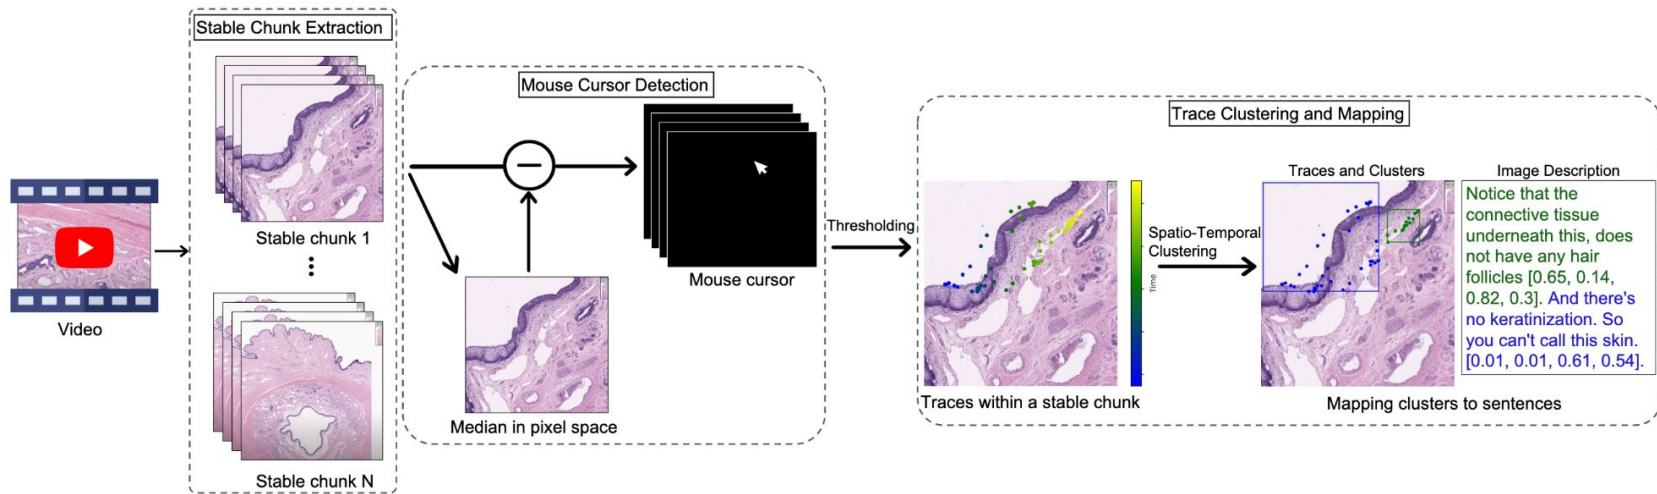 Stable Chunk Extraction
Stable chunk 1
Stable chunk N
Video
Mouse Cursor Detection
Mouse cursor
Median in pixel space
Thresholding
Trace Clustering and Mapping
Time
Traces within a stable chunk
Spatio-Temporal
Clustering
Traces and Clusters
Mapping clusters to sentences
Image Description
Notice that the
connective tissue
underneath this, does
not have any hair
follicles [0.65, 0.14,
0.82, 0.3]. And there's
no keratinization. So
you can't call this skin.
[0.01, 0.01, 0.61, 0.54].